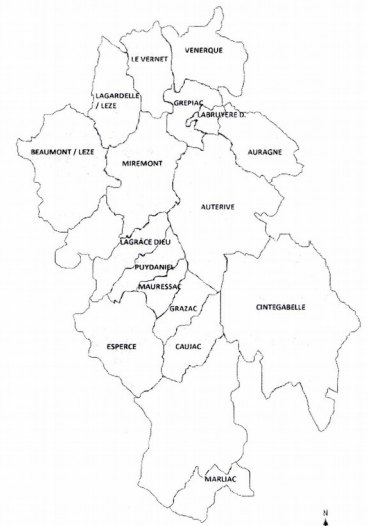 VENERQUE
LE VERNET
LAGARDELLE
/ LEZE
GREPIAC
LABRUYERE D.
AURAGNE
BEAUMONT / LEZE
MIREMONT
AUTERIVE
LAGRÂCE DIEU
PUYDANIEL
MAURESSAC
GRAZAC
CINTEGABELLE
ESPERCE
CAUJAC
MARLIAC
N